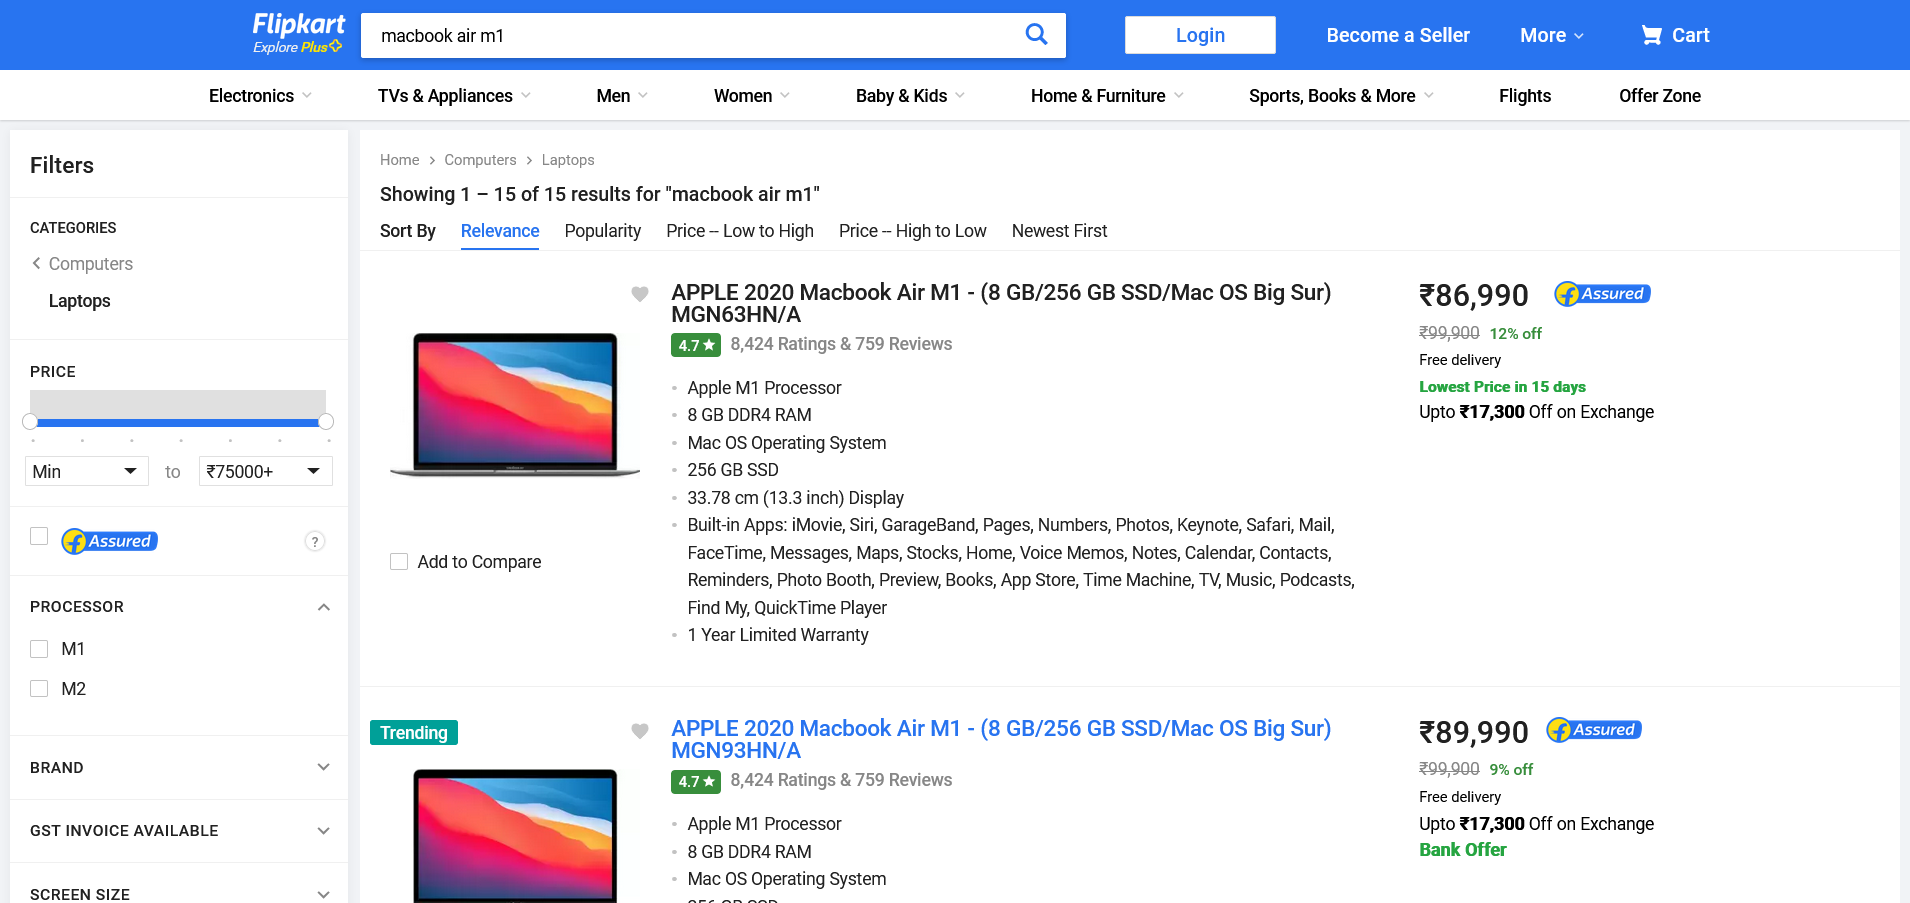 Flipkart
Explore Plus
macbook air m1
Login
Become a Seller
More
Cart
Electronics
TVs & Appliances
Men
Women
Baby & Kids
Home & Furniture
Sports, Books & More
Flights
Offer Zone
Filters
CATEGORIES
Computers
Laptops
PRICE
Min
to
₹75000+
Assured
?
PROCESSOR
M1
M2
BRAND
GST INVOICE AVAILABLE
SCREEN SIZE
Home > Computers > Laptops
Showing 1 – 15 of 15 results for "macbook air m1"
Sort By
Relevance
Popularity
Price -- Low to High
Price -- High to Low
Newest First
APPLE 2020 Macbook Air M1 - (8 GB/256 GB SSD/Mac OS Big Sur)
MGN63HN/A
4.7
8,424 Ratings & 759 Reviews
Apple M1 Processor
8 GB DDR4 RAM
Mac OS Operating System
256 GB SSD
33.78 cm (13.3 inch) Display
Built-in Apps: iMovie, Siri, GarageBand, Pages, Numbers, Photos, Keynote, Safari, Mail,
FaceTime, Messages, Maps, Stocks, Home, Voice Memos, Notes, Calendar, Contacts,
Reminders, Photo Booth, Preview, Books, App Store, Time Machine, TV, Music, Podcasts,
Find My, QuickTime Player
1 Year Limited Warranty
Add to Compare
₹86,990
Assured
₹99,900 12% off
Free delivery
Lowest Price in 15 days
Upto ₹17,300 Off on Exchange
Trending
APPLE 2020 Macbook Air M1 - (8 GB/256 GB SSD/Mac OS Big Sur)
MGN93HN/A
4.7
8,424 Ratings & 759 Reviews
Apple M1 Processor
8 GB DDR4 RAM
Mac OS Operating System
256 GB SSD
₹89,990
Assured
₹99,900 9% off
Free delivery
Upto ₹17,300 Off on Exchange
Bank Offer